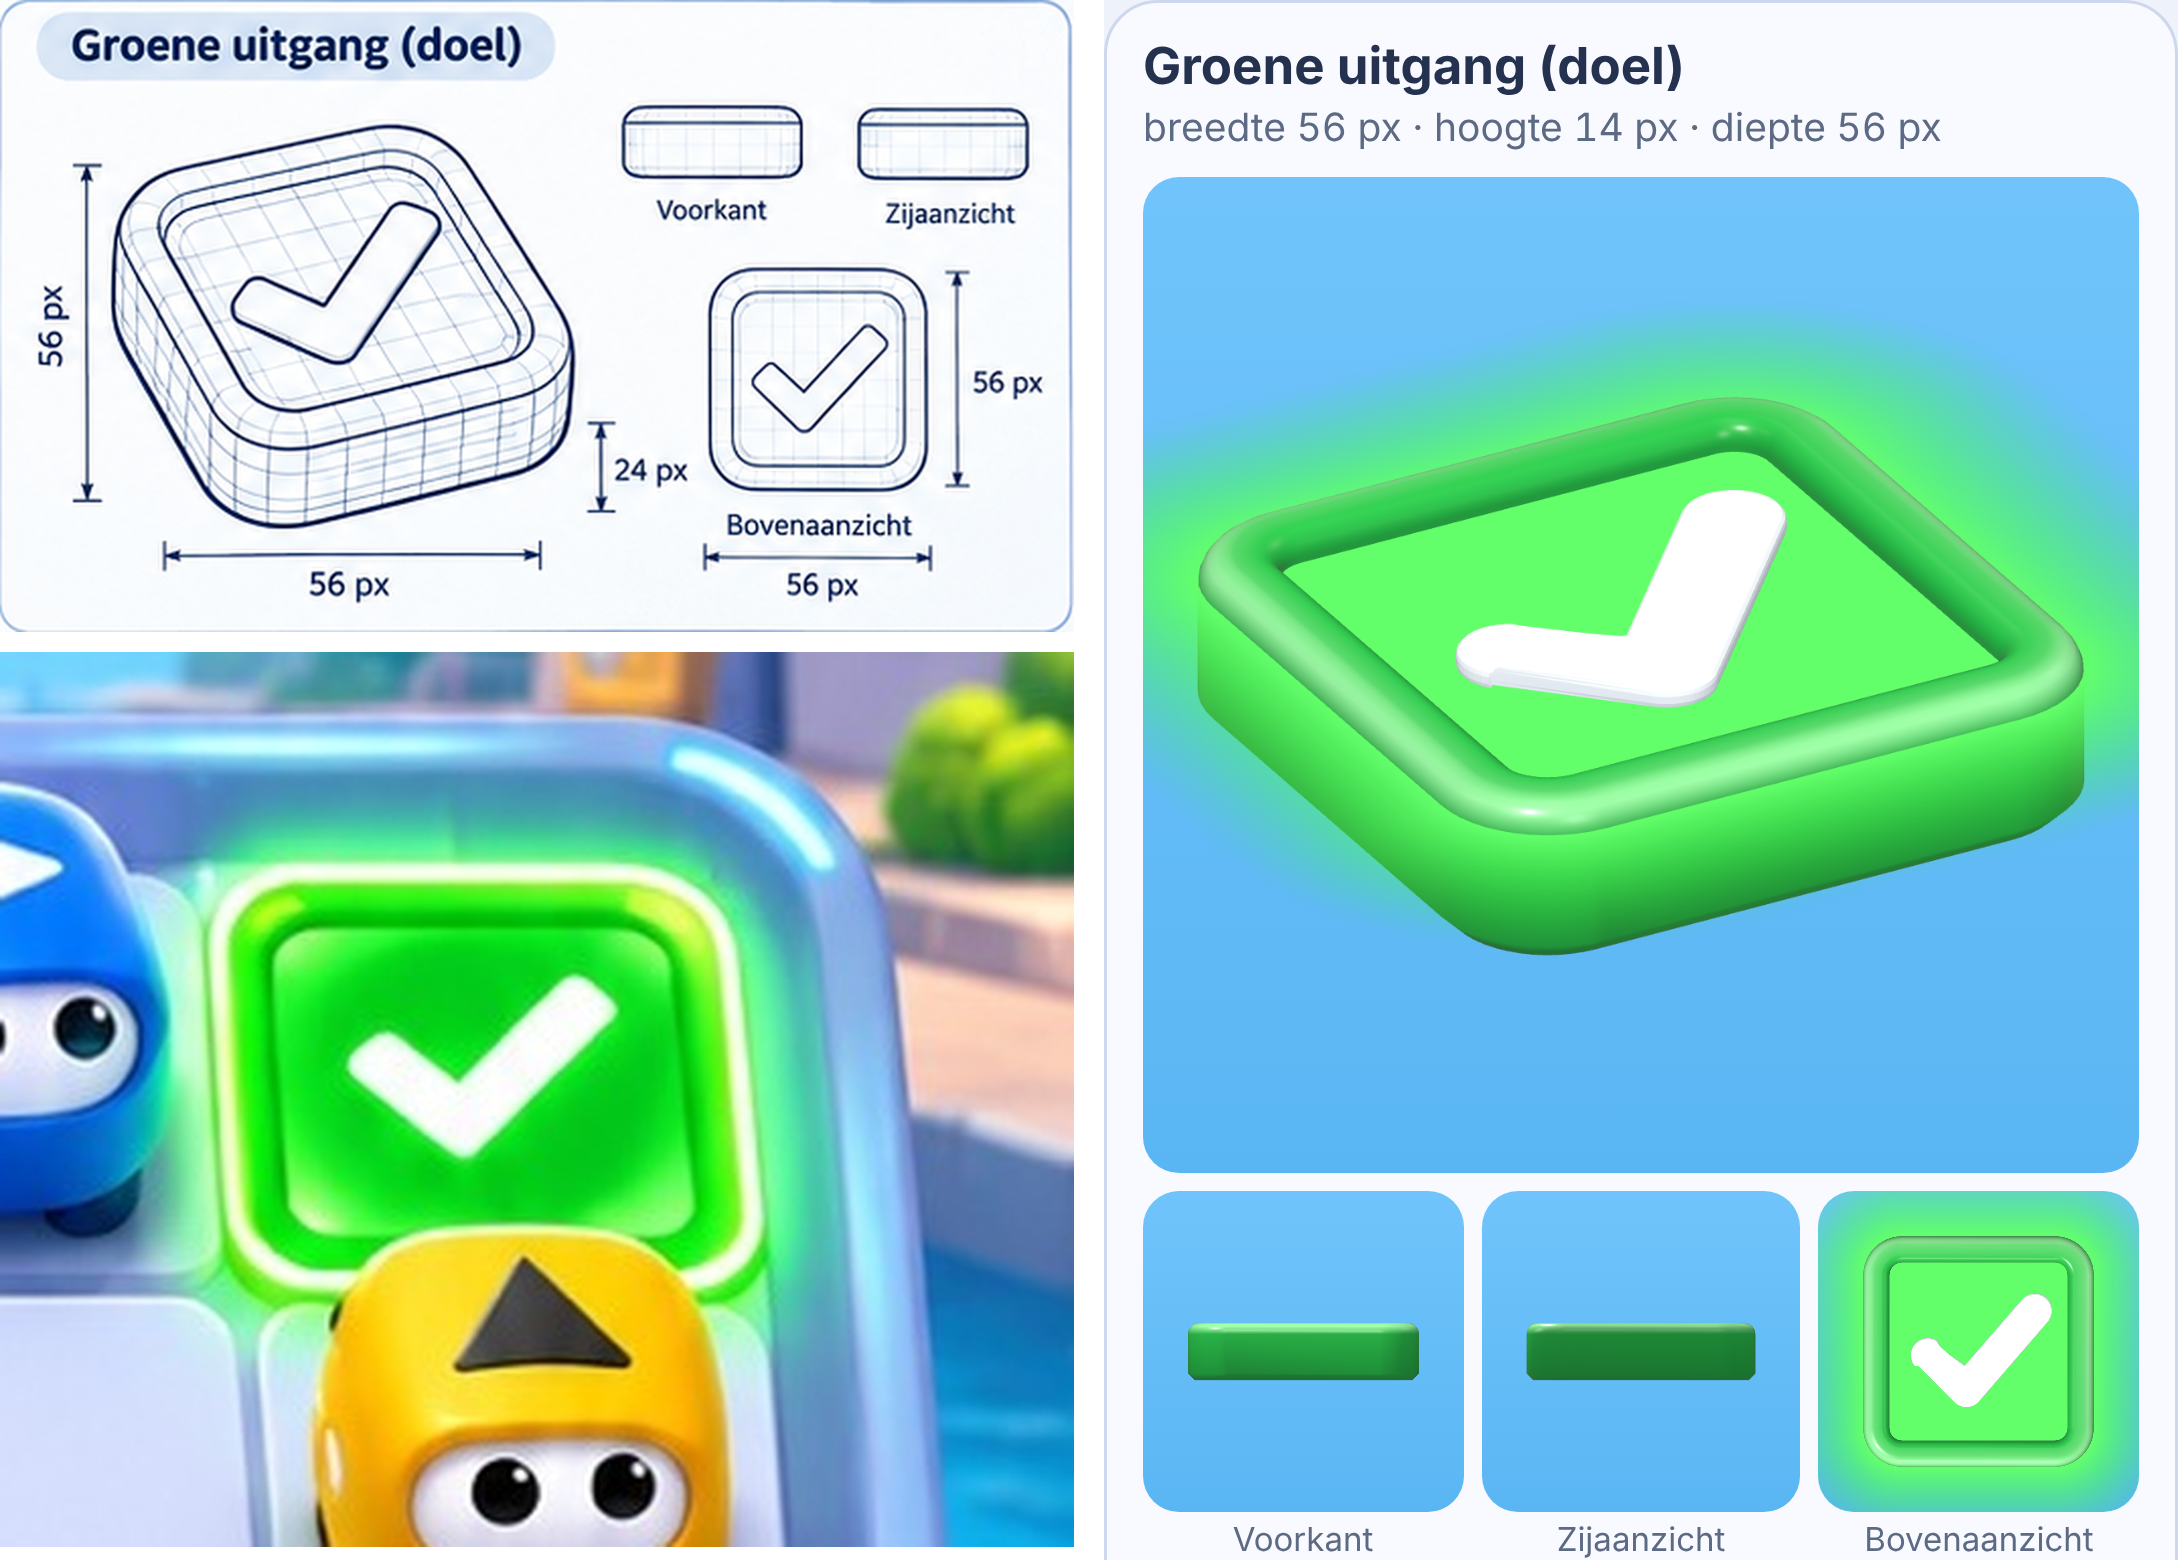 Groene uitgang (doel)
Voorkant
Zijaanzicht
56 px
24 px
56 px
56 px
Bovenaanzicht
56 px
Groene uitgang (doel)
breedte 56 px · hoogte 14 px · diepte 56 px
Voorkant
Zijaanzicht
Bovenaanzicht